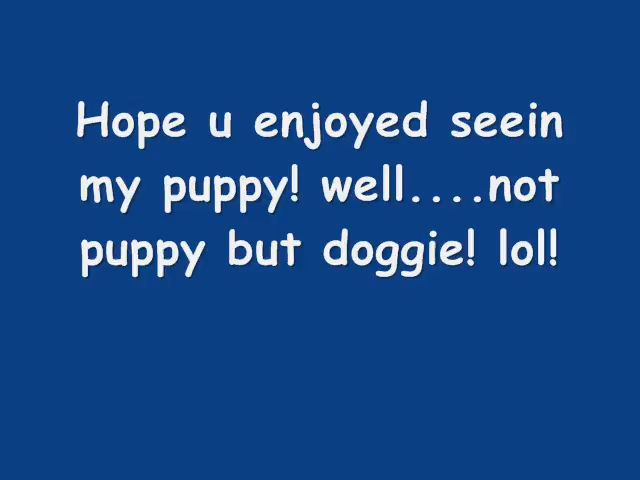 Hope u enjoyed seein
my puppy! well....not
puppy but doggie! lol!